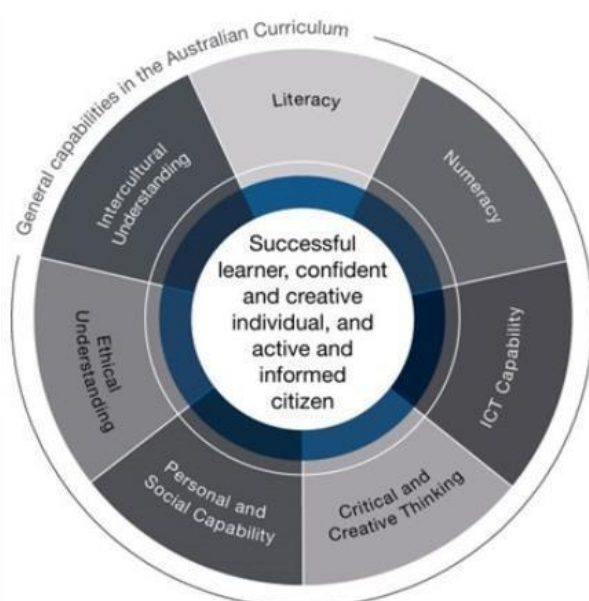 General capabilities in the Australian Curriculum
Literacy
Numeracy
ICT Capability
Critical and
Creative Thinking
Personal and
Social Capability
Ethical
Understanding
Intercultural
Understanding
Successful
learner, confident
and creative
individual, and
active and
informed
citizen